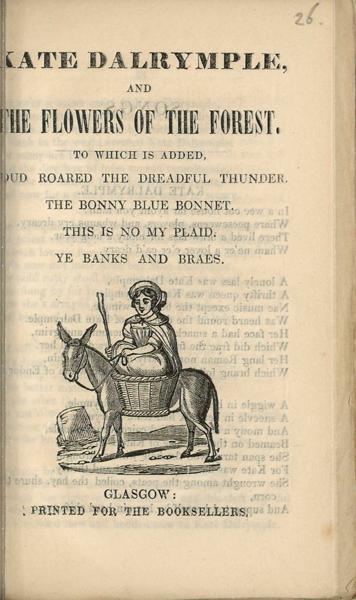 26.
KATE DALRYMPLE,
AND
THE FLOWERS OF THE FOREST.
TO WHICH IS ADDED,
OUD ROARED THE DREADFUL THUNDER.
THE BONNY BLUE BONNET.
THIS IS NO MY PLAID.
YE BANKS AND BRAES.
GLASGOW:
PRINTED FOR THE BOOKSELLERS.